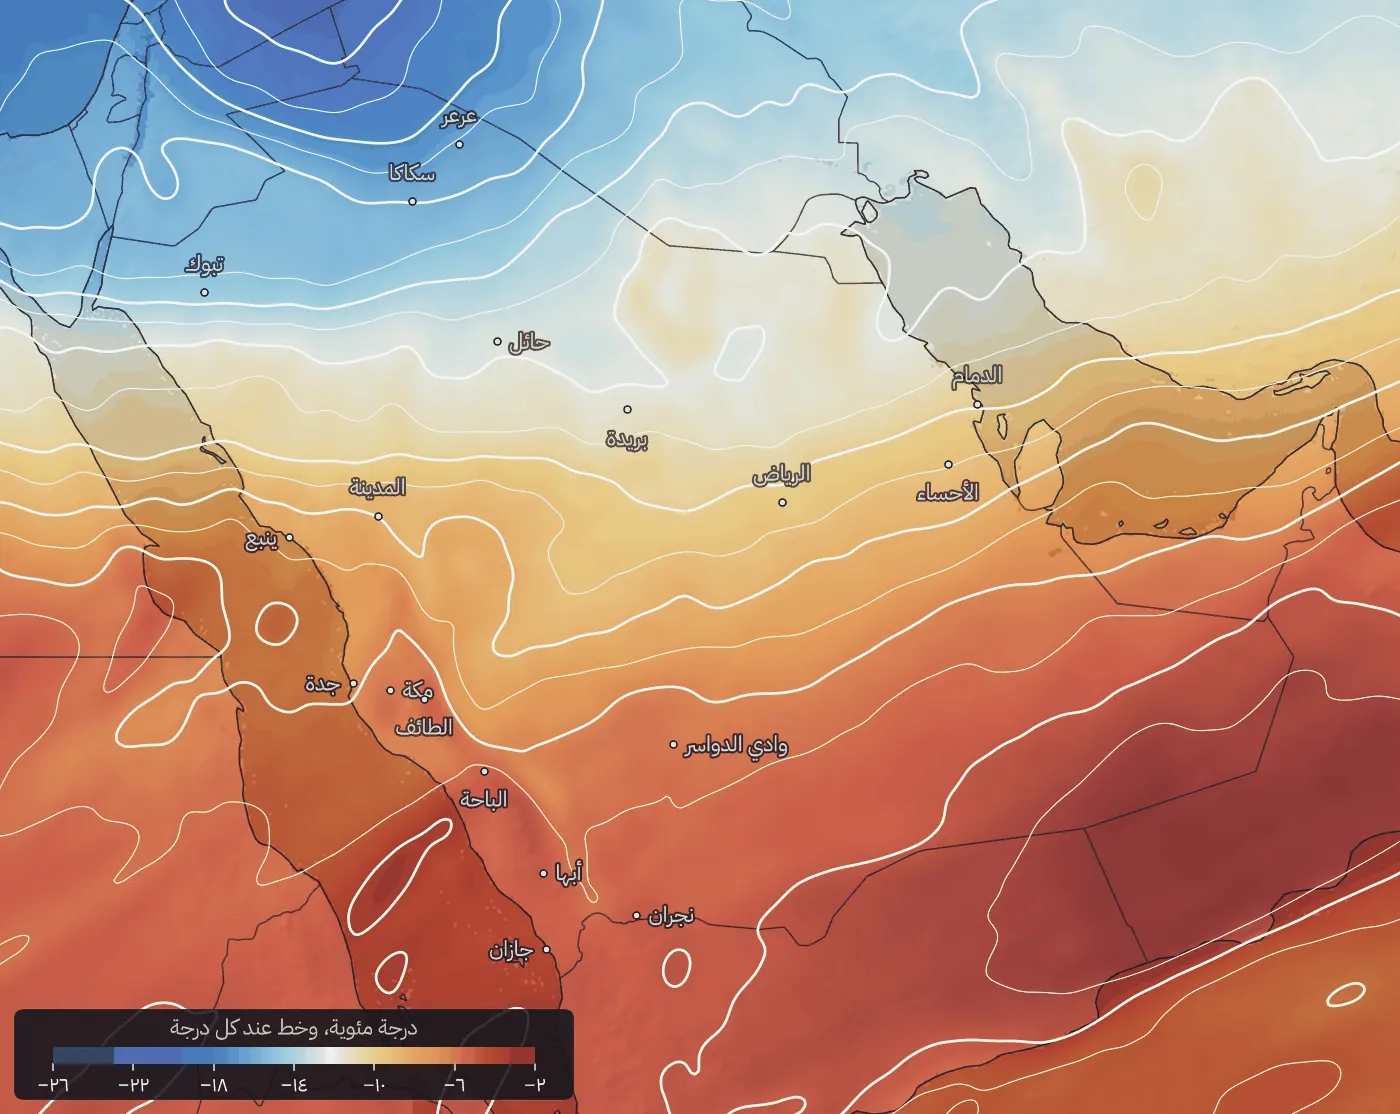 عرعر
سكاكا
تبوك
حائل
الدمام
بريدة
الرياض
الأحساء
المدينة
ينبع
جدة
مكة
الطائف
وادي الدواسر
الباحة
أبها
نجران
جازان
درجة مئوية، وخط عند كل درجة
−٢٦ −٢٢ −١٨ −١٤ −١٠ −٦ −٢